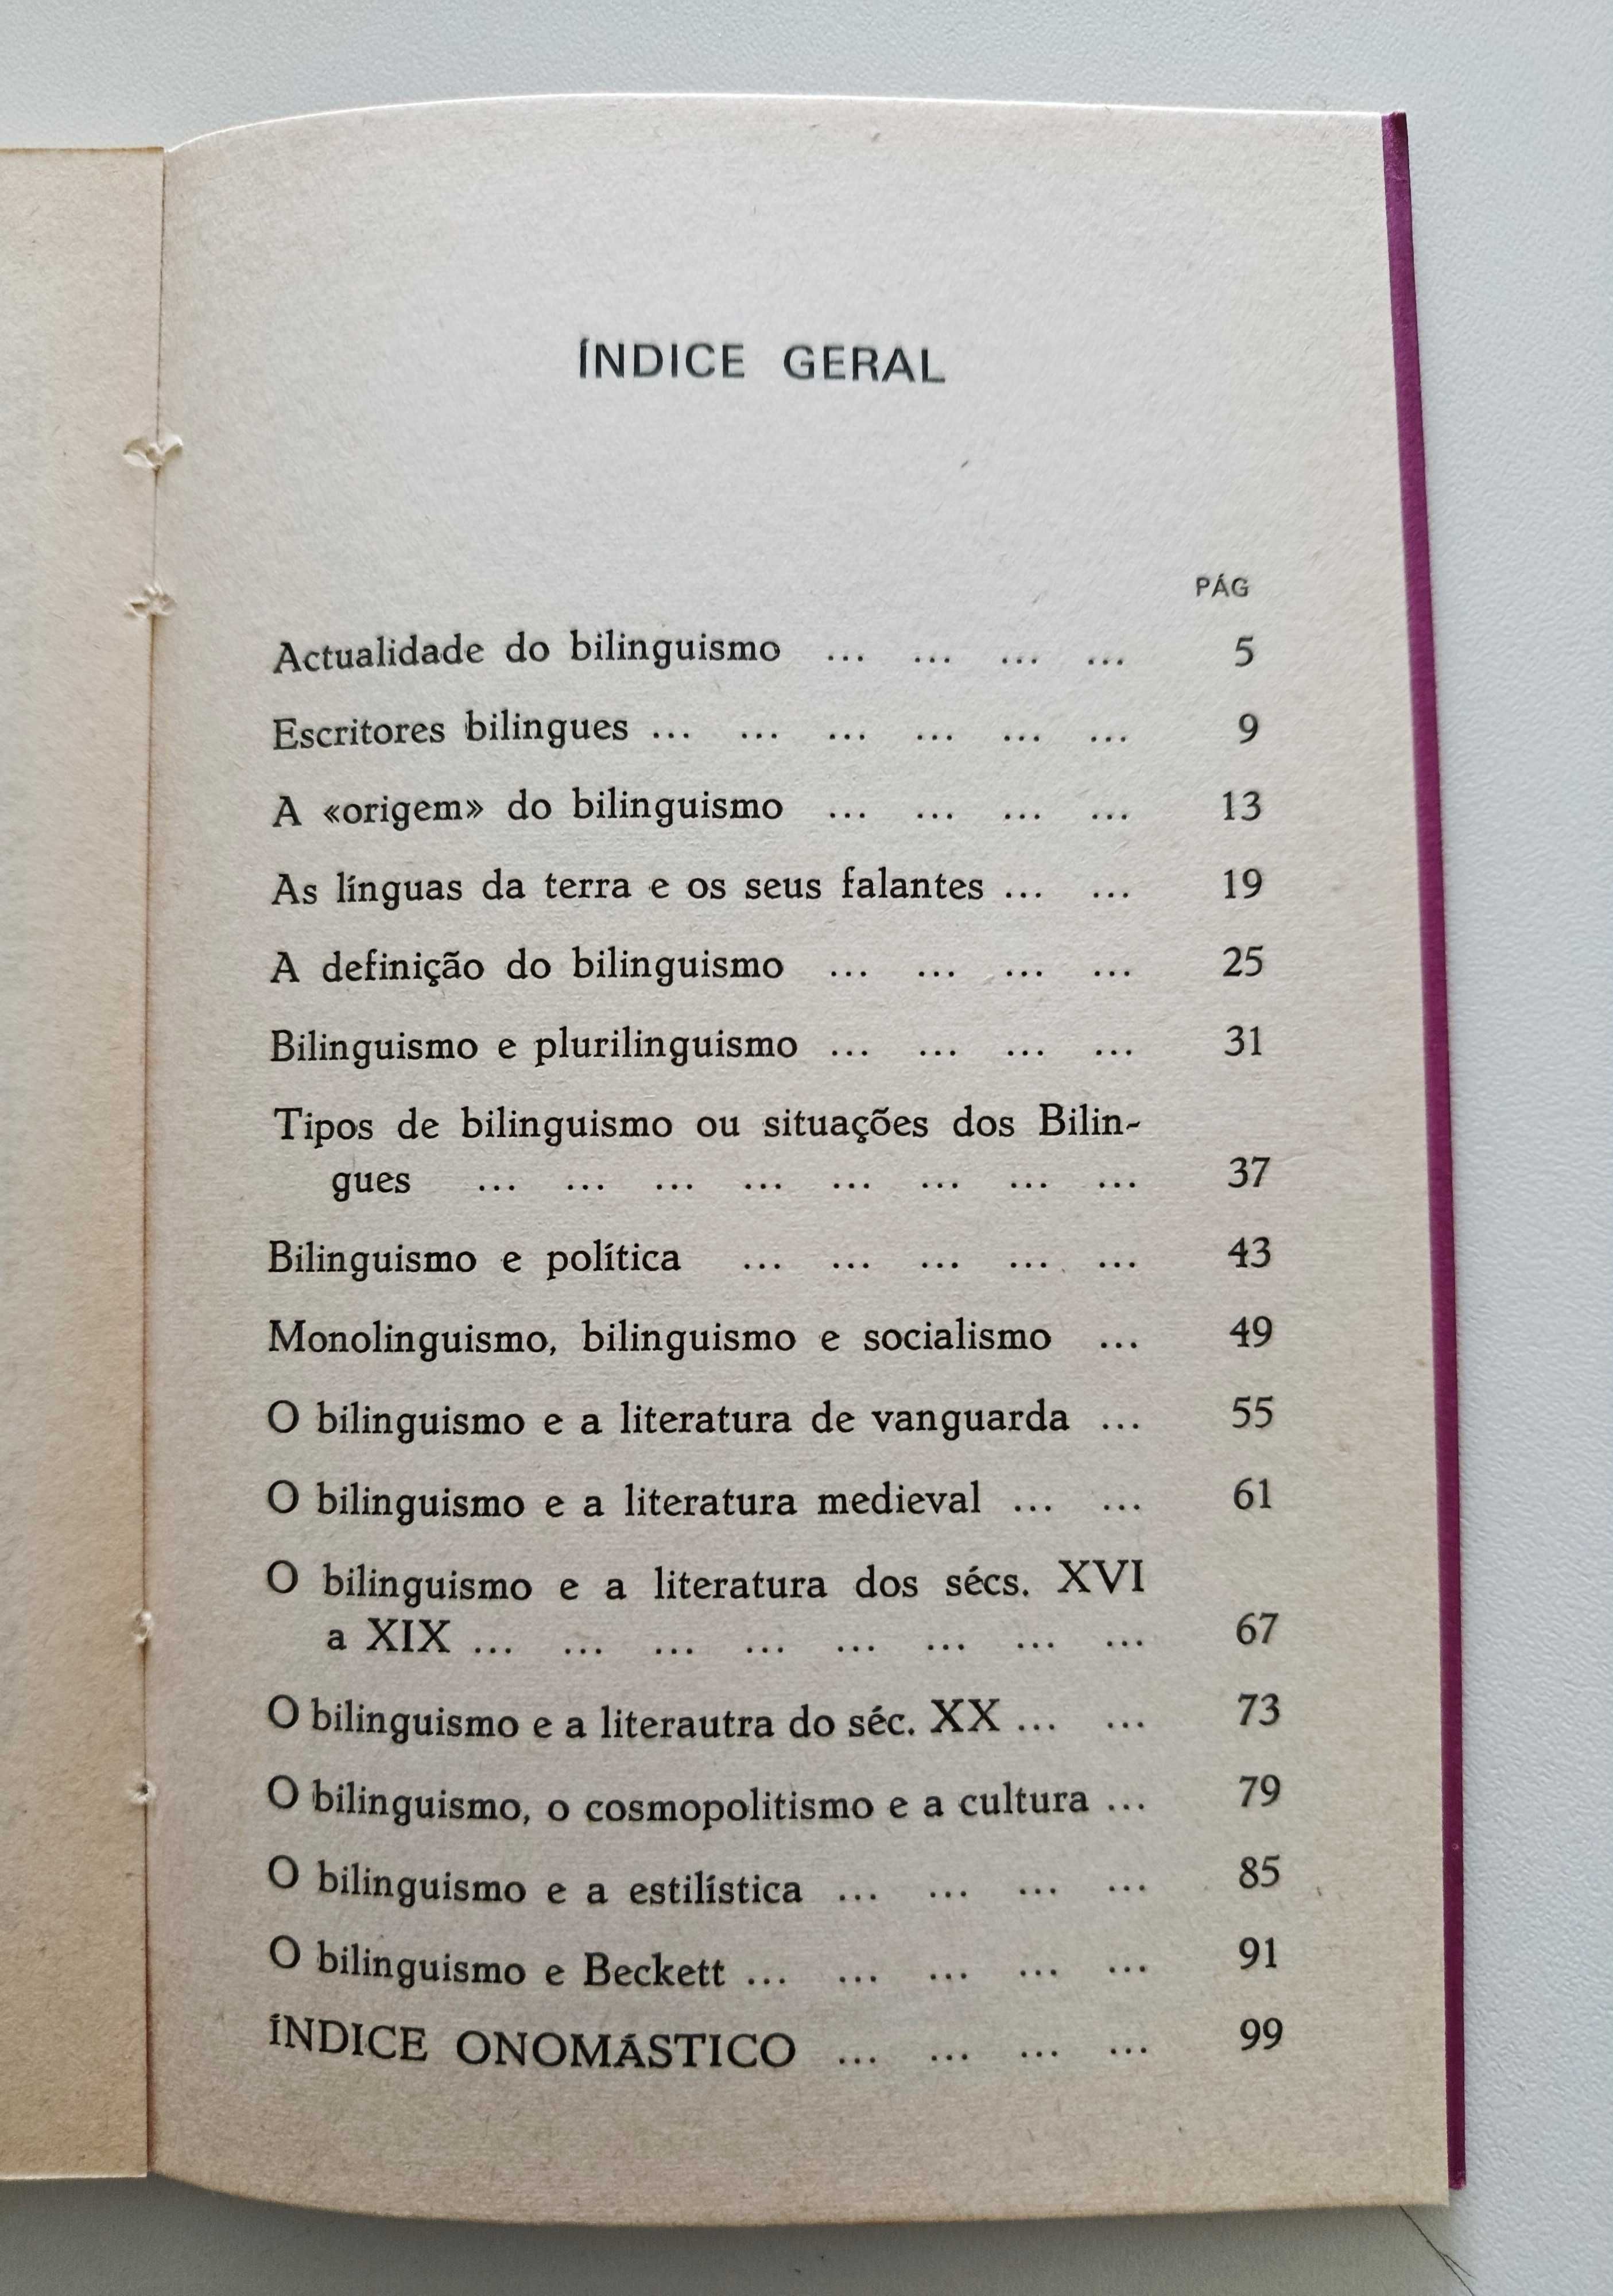 ÍNDICE GERAL
PÁG
Actualidade do bilinguismo ... ... ... ... 5
Escritores bilingues ... ... ... ... ... ... 9
A «origem» do bilinguismo ... ... ... ... 13
As línguas da terra e os seus falantes ... ... 19
A definição do bilinguismo ... ... ... ... 25
Bilinguismo e plurilinguismo ... ... ... ... 31
Tipos de bilinguismo ou situações dos Bilin-
gues ... ... ... ... ... ... ... ... 37
Bilinguismo e política ... ... ... ... ... 43
Monolinguismo, bilinguismo e socialismo ... 49
O bilinguismo e a literatura de vanguarda ... 55
O bilinguismo e a literatura medieval ... ... 61
O bilinguismo e a literatura dos sécs. XVI
a XIX ... ... ... ... ... ... ... ... 67
O bilinguismo e a literautra do séc. XX ... ... 73
O bilinguismo, o cosmopolitismo e a cultura ... 79
O bilinguismo e a estilística ... ... ... ... 85
O bilinguismo e Beckett ... ... ... ... ... 91
ÍNDICE ONOMÁSTICO ... ... ... ... 99